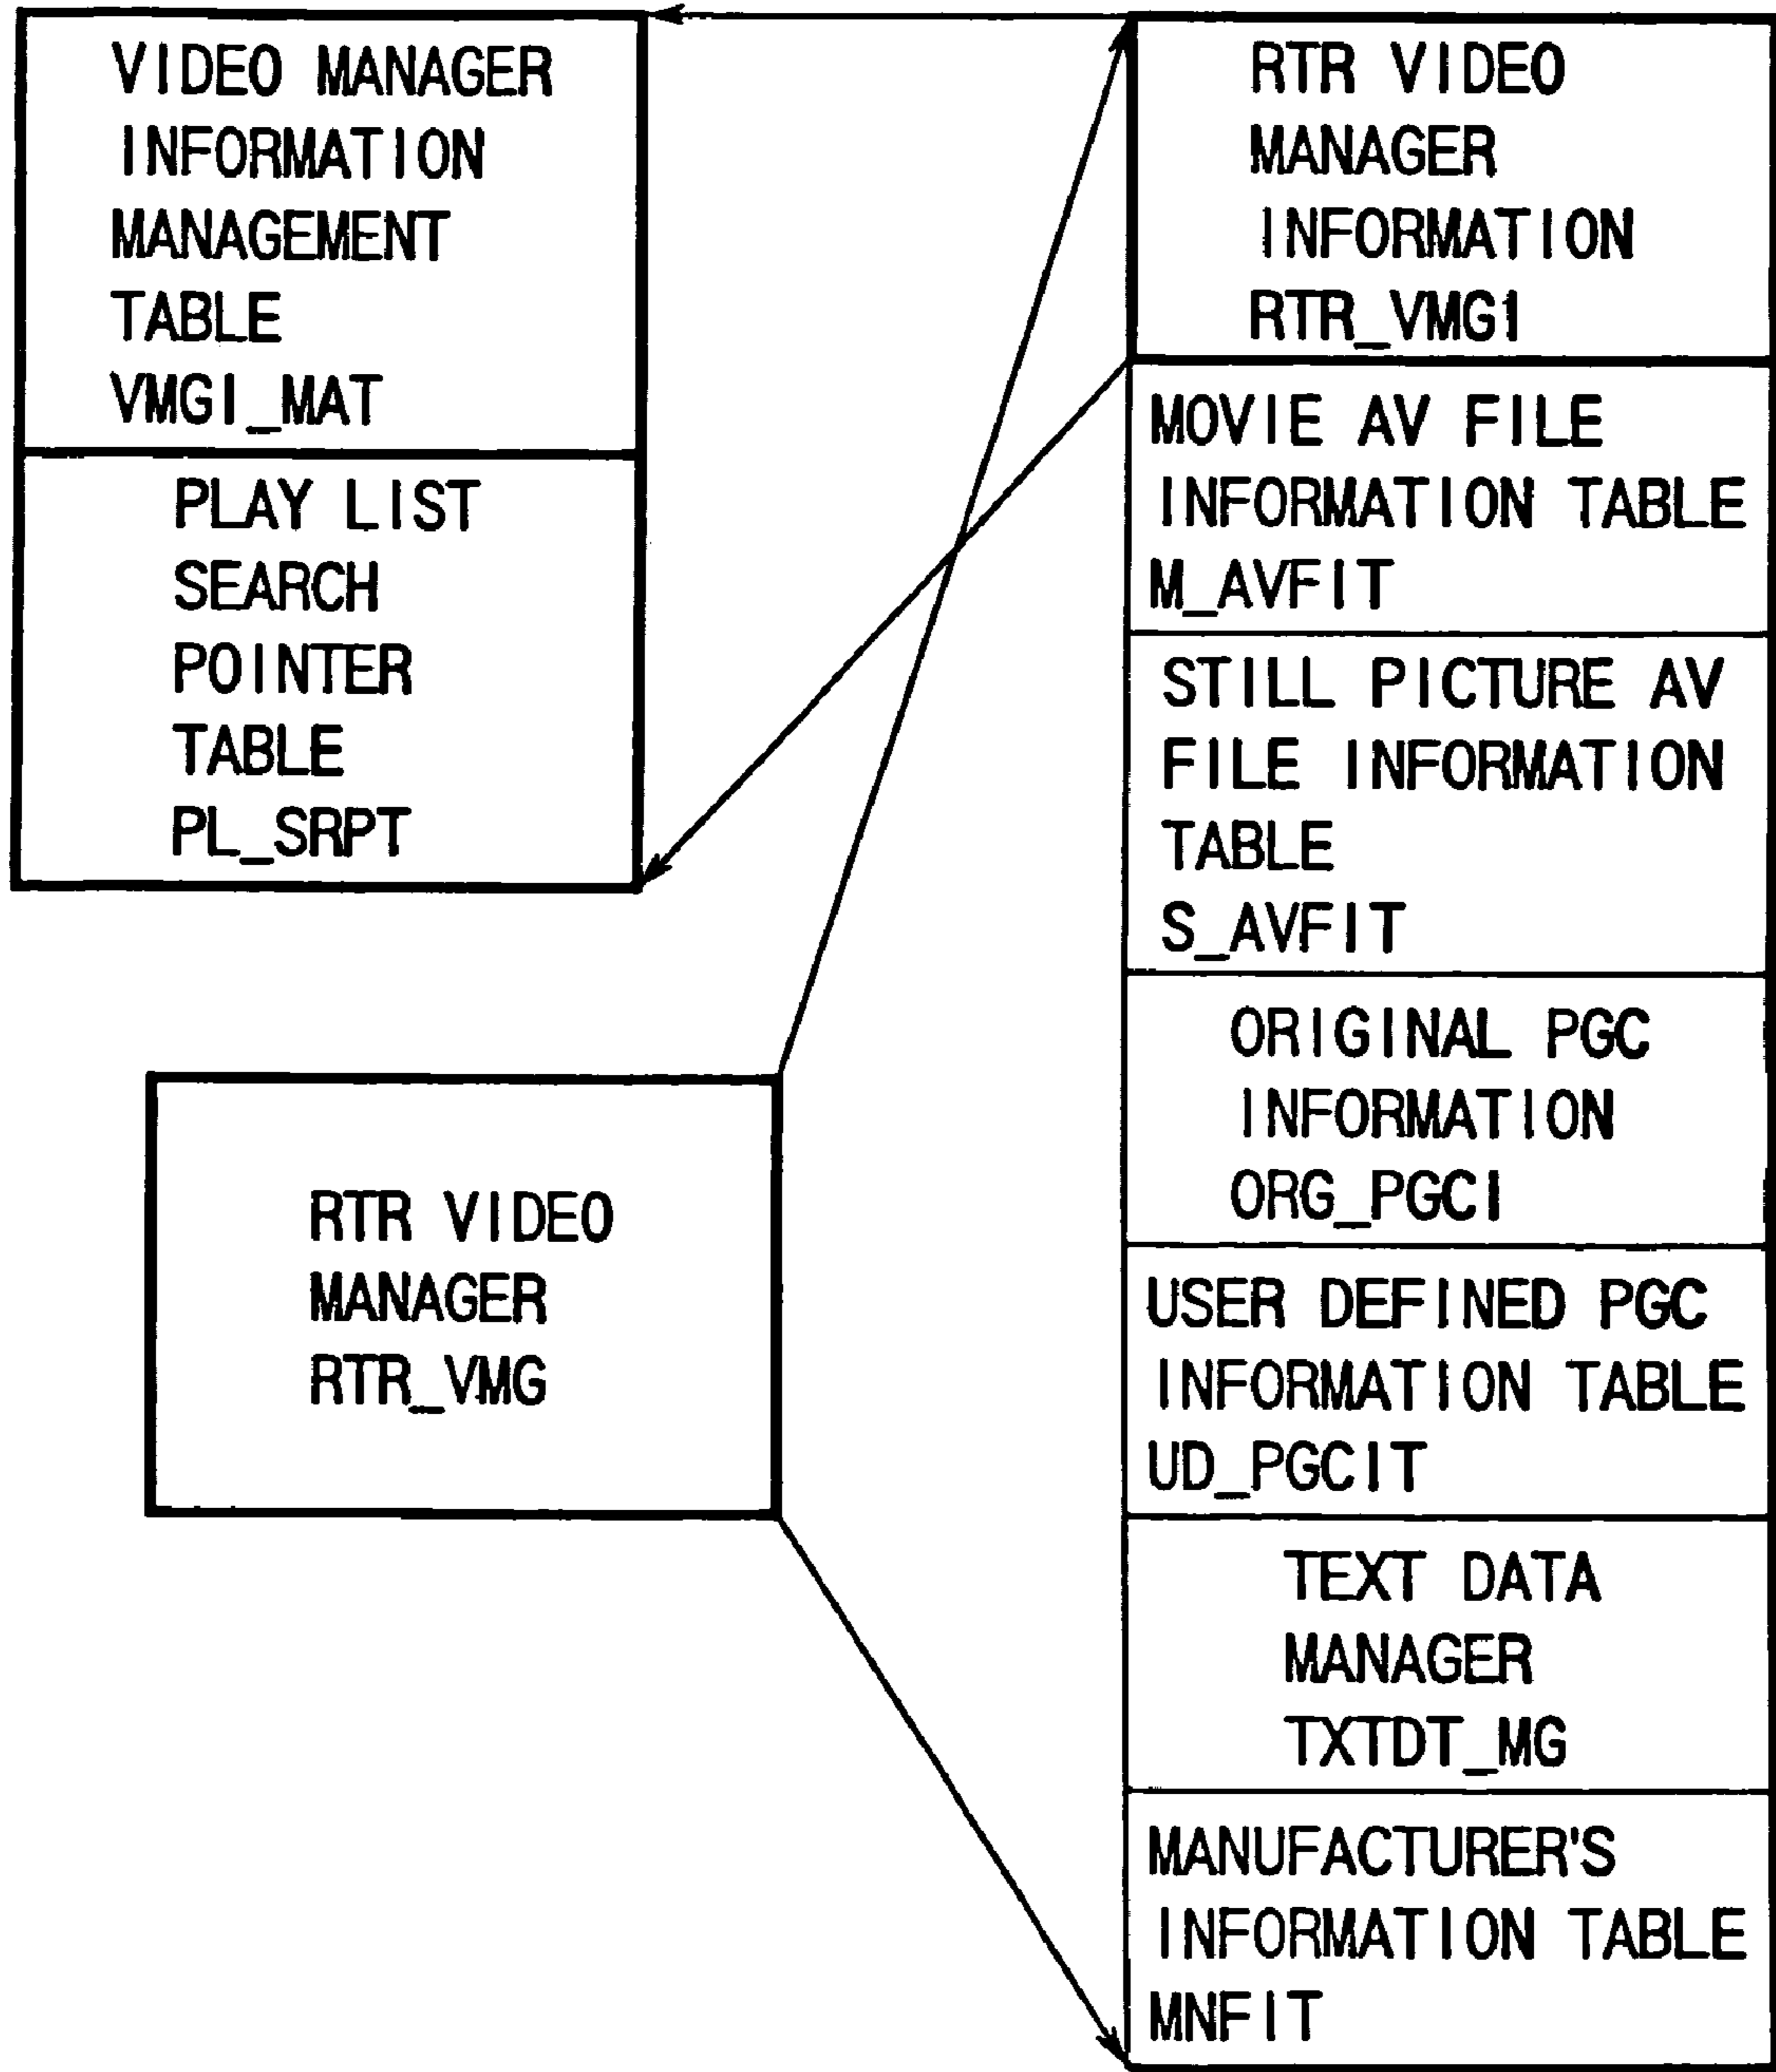 VIDEO MANAGER
INFORMATION
MANAGEMENT
TABLE
VMGI_MAT
PLAY LIST
SEARCH
POINTER
TABLE
PL_SRPT
RTR VIDEO
MANAGER
RTR_VMG
RTR VIDEO
MANAGER
INFORMATION
RTR_VMG1
MOVIE AV FILE
INFORMATION TABLE
M_AVFIT
STILL PICTURE AV
FILE INFORMATION
TABLE
S_AVFIT
ORIGINAL PGC
INFORMATION
ORG_PGCI
USER DEFINED PGC
INFORMATION TABLE
UD_PGCIT
TEXT DATA
MANAGER
TXTDT_MG
MANUFACTURER'S
INFORMATION TABLE
MNFIT